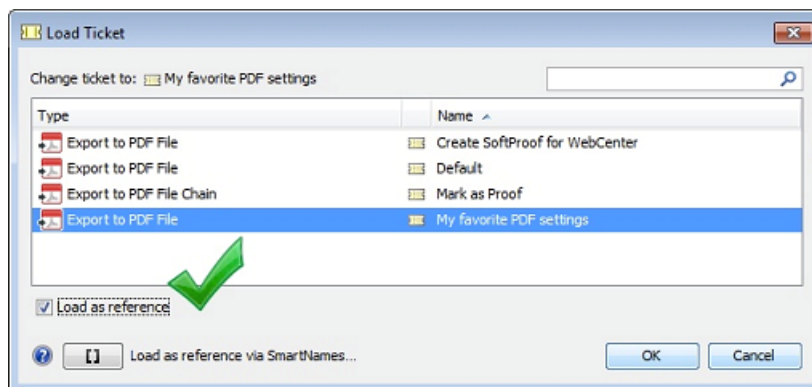 Load Ticket
Change ticket to: My favorite PDF settings
Type Name
Export to PDF File Create SoftProof for WebCenter
Export to PDF File Default
Export to PDF File Chain Mark as Proof
Export to PDF File My favorite PDF settings
Load as reference
[] Load as reference via SmartNames... OK Cancel